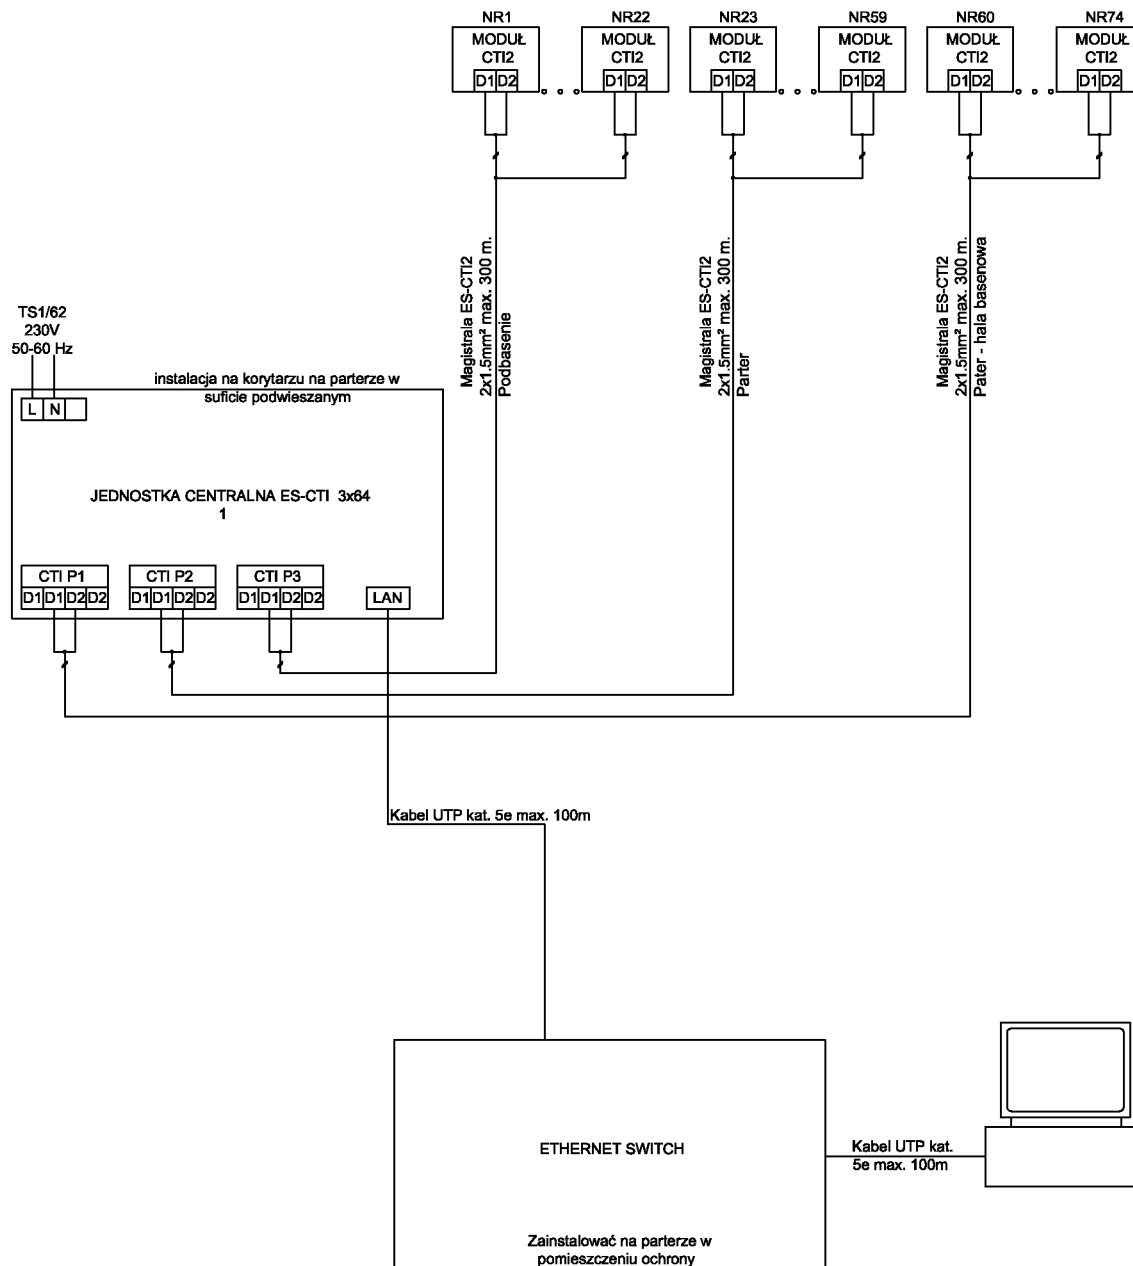 NR1
NR22
NR23
NR59
NR60
NR74
MODUŁ
CTI2
D1 D2
MODUŁ
CTI2
D1 D2
MODUŁ
CTI2
D1 D2
MODUŁ
CTI2
D1 D2
MODUŁ
CTI2
D1 D2
MODUŁ
CTI2
D1 D2
Magistrala ES-CTI2
2x1.5mm² max. 300 m.
Podbasenie
Magistrala ES-CTI2
2x1.5mm² max. 300 m.
Parter
Magistrala ES-CTI2
2x1.5mm² max. 300 m.
Pater - hala basenowa
TS1/62
230V
50-60 Hz
instalacja na korytarzu na parterze w
suficie podwieszanym
L N
JEDNOSTKA CENTRALNA ES-CTI 3x64
1
CTI P1
D1 D1 D2 D2
CTI P2
D1 D1 D2 D2
CTI P3
D1 D1 D2 D2
LAN
Kabel UTP kat. 5e max. 100m
ETHERNET SWITCH
Kabel UTP kat.
5e max. 100m
Zainstalować na parterze w
pomieszczeniu ochrony